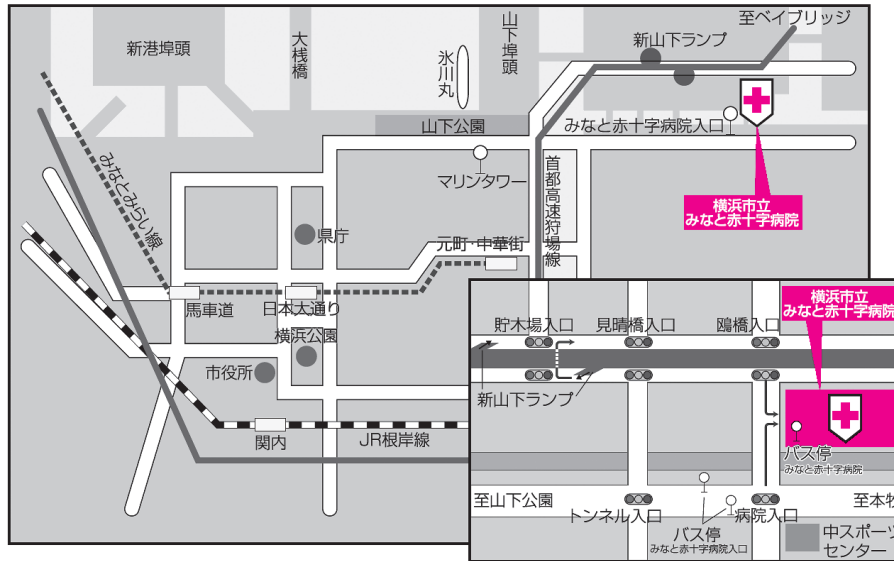 至ベイブリッジ
新港埠頭
大桟橋
氷川丸
山下埠頭
新山下ランプ
山下公園
みなと赤十字病院入口
マリンタワー
首都高速狩場線
横浜市立
みなと赤十字病院
みなとみらい線
県庁
元町・中華街
馬車道
日本大通り
横浜公園
市役所
関内
JR根岸線
横浜市立
みなと赤十字病院
貯木場入口
見晴橋入口
鴎橋入口
新山下ランプ
バス停
みなと赤十字病院
至山下公園
トンネル入口
バス停
みなと赤十字病院入口
病院入口
至本牧
中スポーツ
センター